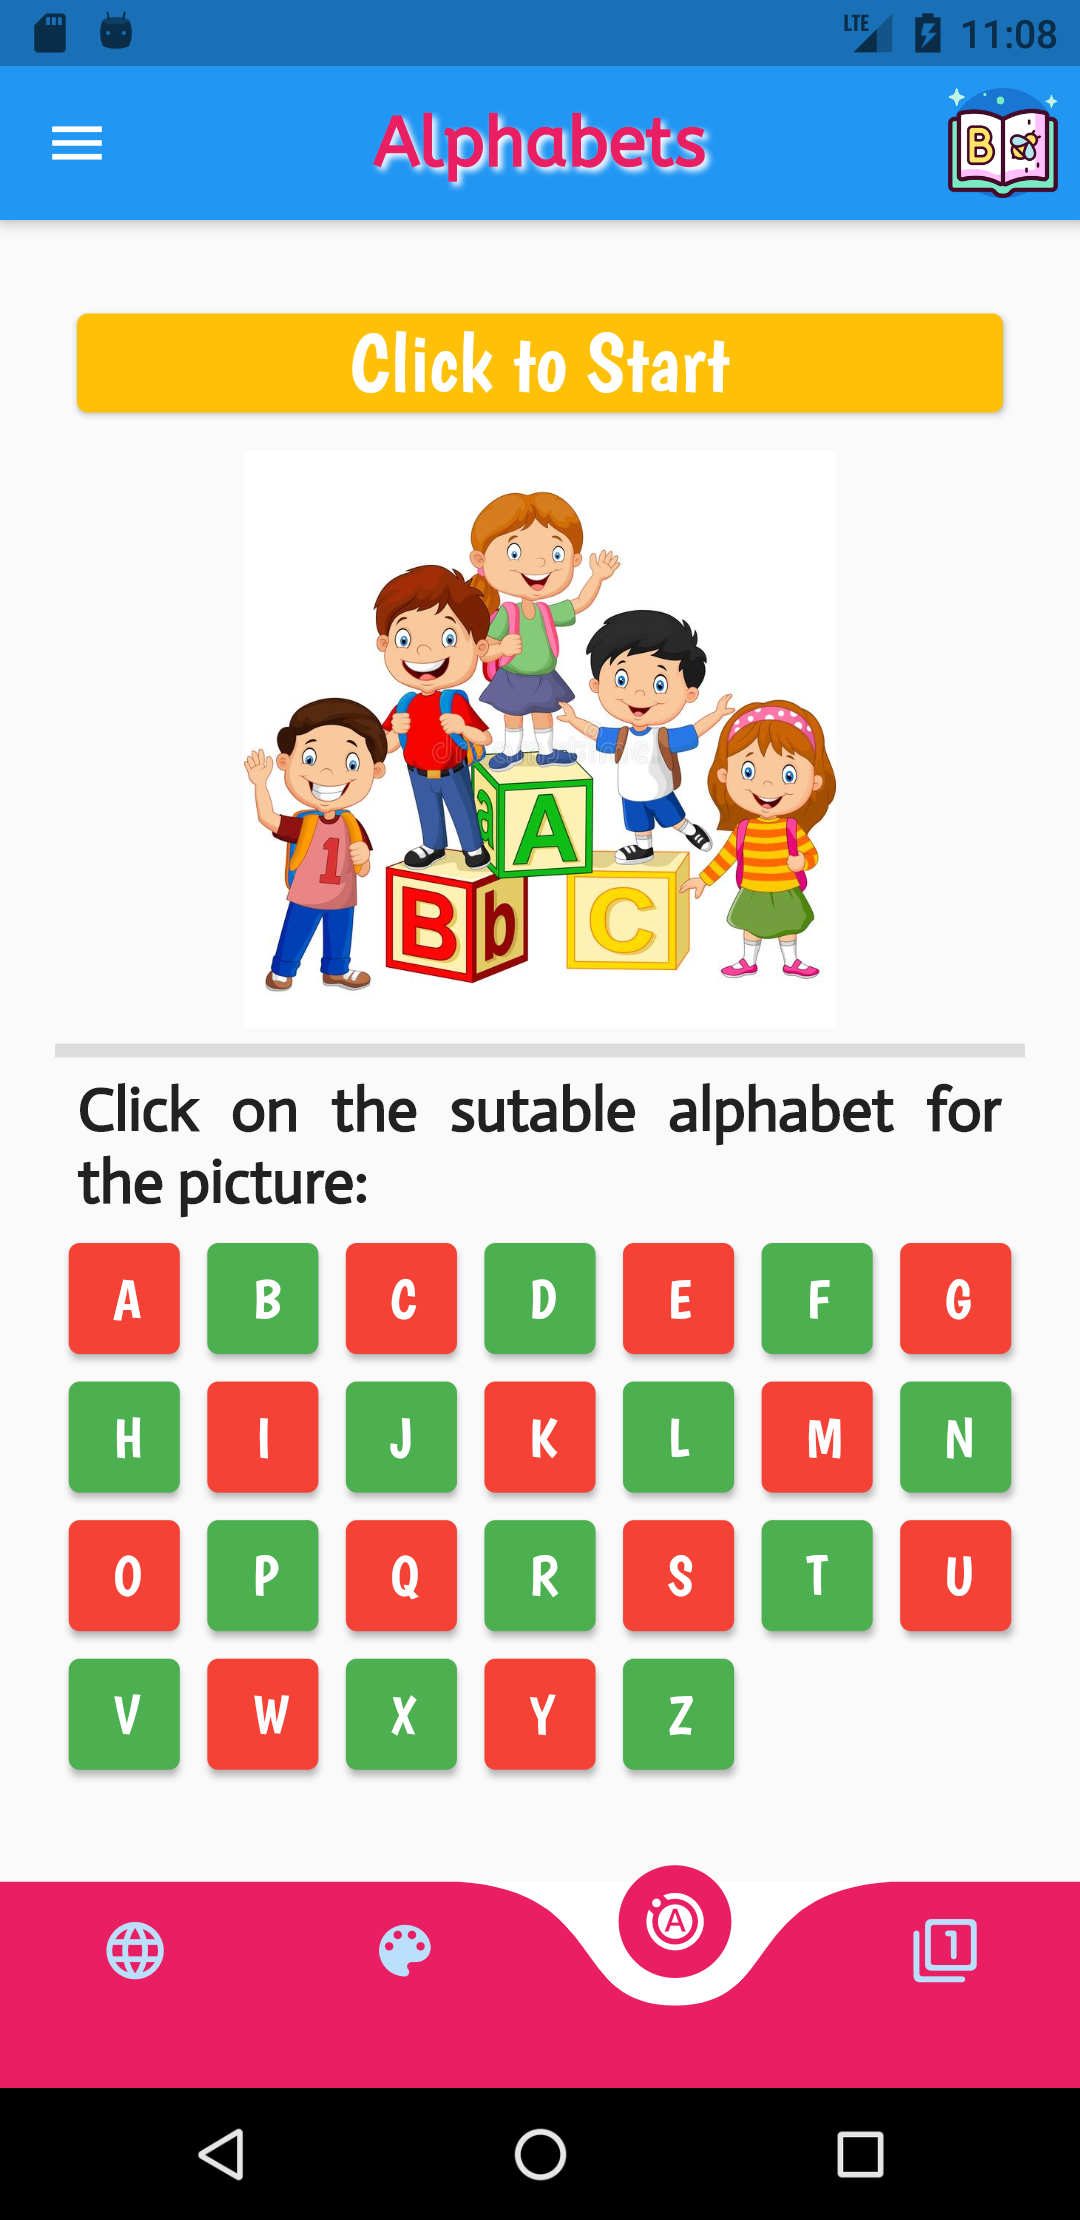 LTE 11:08
Alphabets
B
Click to Start
1
a A
B b C
Click on the sutable alphabet for
the picture:
A B C D E F G
H I J K L M N
O P Q R S T U
V W X Y Z
A 1